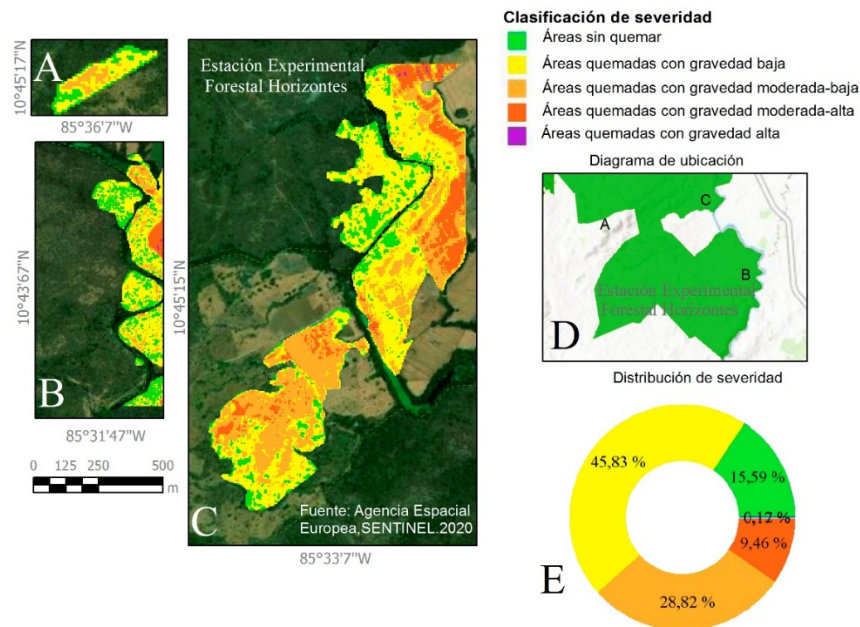 A
10°45'17"N
85°36'7"W
B
10°43'67"N
85°31'47"W
0 125 250 500
m
Estación Experimental
Forestal Horizontes
10°45'15"N
C
Fuente: Agencia Espacial
Europea,SENTINEL.2020
85°33'7"W
Clasificación de severidad
Áreas sin quemar
Áreas quemadas con gravedad baja
Áreas quemadas con gravedad moderada-baja
Áreas quemadas con gravedad moderada-alta
Áreas quemadas con gravedad alta
Diagrama de ubicación
C
A
B
Estación Experimental
Forestal Horizontes
D
Distribución de severidad
45,83 %
15,59 %
9,46 %
28,82 %
E